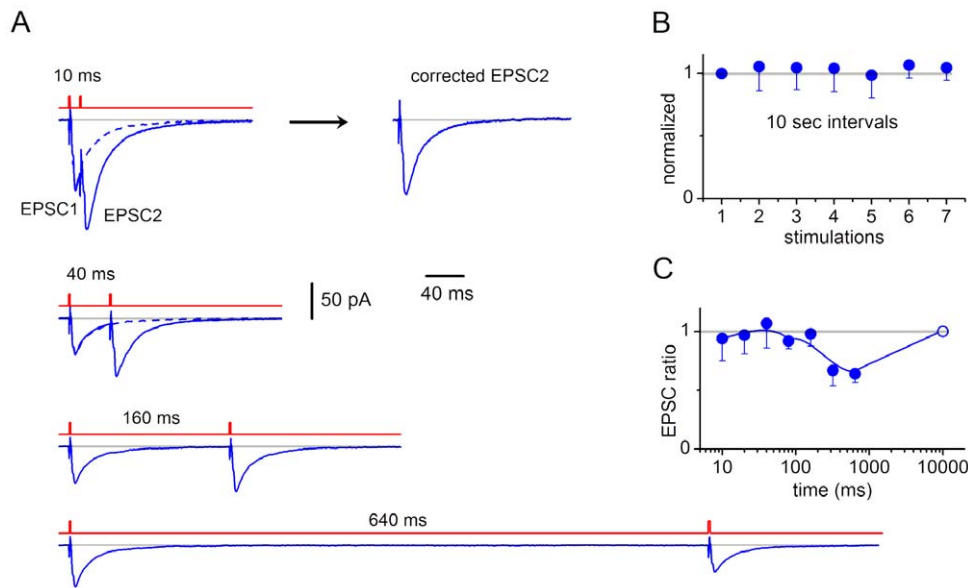 A
10 ms
corrected EPSC2
EPSC1
EPSC2
40 ms
50 pA
40 ms
160 ms
640 ms
B
normalized
1
0
10 sec intervals
1 2 3 4 5 6 7
stimulations
C
EPSC ratio
1
0
10 100 1000 10000
time (ms)